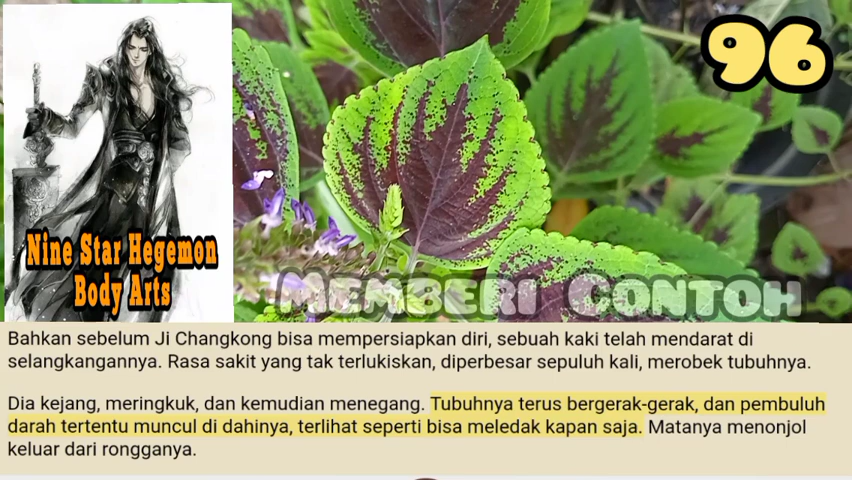 96
Nine Star Hegemon
Body Arts
Memberi Contoh
Bahkan sebelum Ji Changkong bisa mempersiapkan diri, sebuah kaki telah mendarat di
selangkangannya. Rasa sakit yang tak terlukiskan, diperbesar sepuluh kali, merobek tubuhnya.
Dia kejang, meringkuk, dan kemudian menegang. Tubuhnya terus bergerak-gerak, dan pembuluh
darah tertentu muncul di dahinya, terlihat seperti bisa meledak kapan saja. Matanya menonjol
keluar dari rongganya.